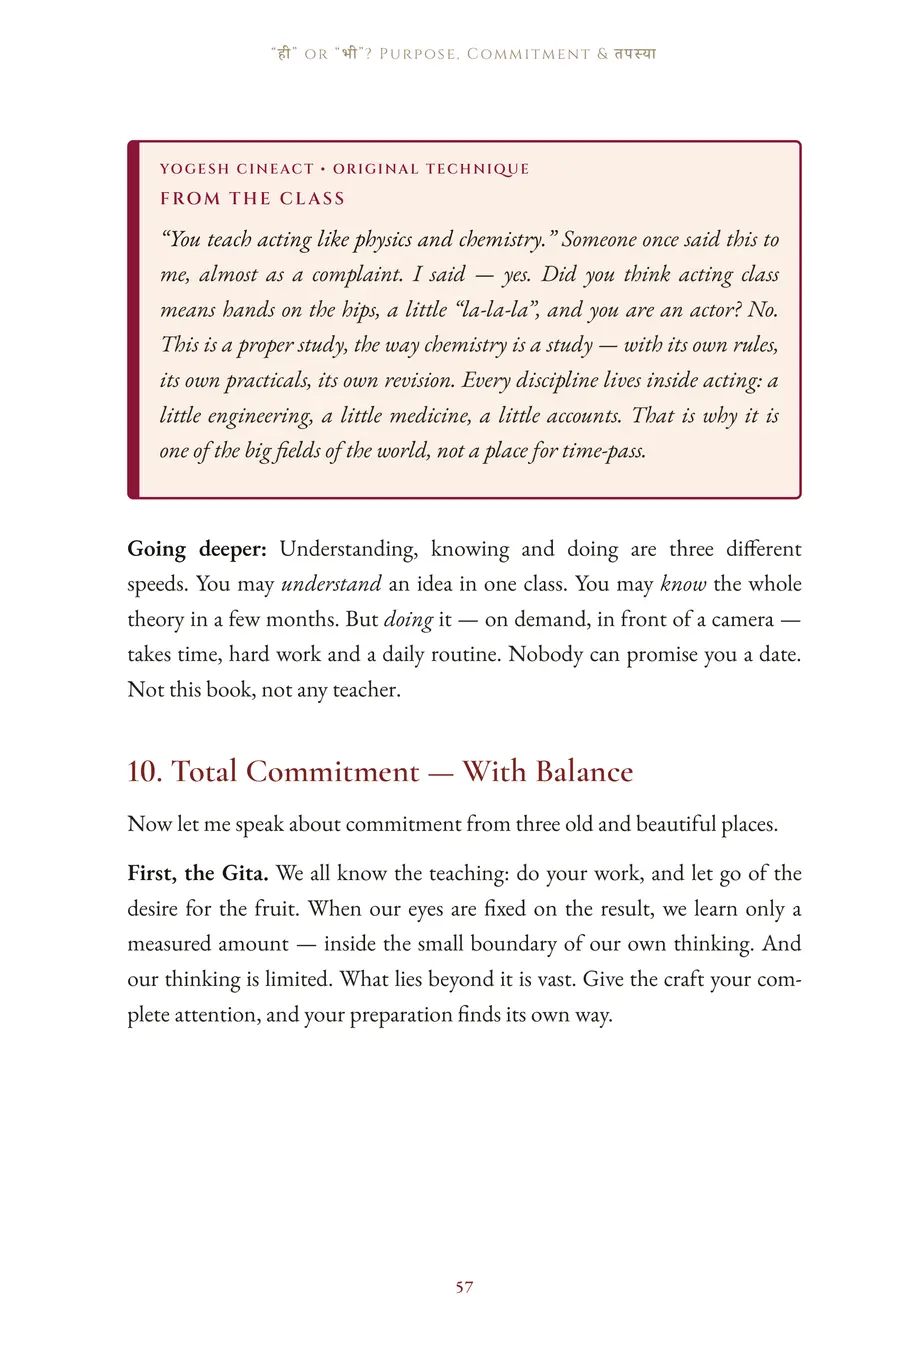 “ही” or “भी”? Purpose, Commitment & तपस्या
YOGESH CINEACT • ORIGINAL TECHNIQUE
FROM THE CLASS
“You teach acting like physics and chemistry.” Someone once said this to
me, almost as a complaint. I said — yes. Did you think acting class
means hands on the hips, a little “la-la-la”, and you are an actor? No.
This is a proper study, the way chemistry is a study — with its own rules,
its own practicals, its own revision. Every discipline lives inside acting: a
little engineering, a little medicine, a little accounts. That is why it is
one of the big fields of the world, not a place for time-pass.
Going deeper: Understanding, knowing and doing are three different
speeds. You may understand an idea in one class. You may know the whole
theory in a few months. But doing it — on demand, in front of a camera —
takes time, hard work and a daily routine. Nobody can promise you a date.
Not this book, not any teacher.
10. Total Commitment — With Balance
Now let me speak about commitment from three old and beautiful places.
First, the Gita. We all know the teaching: do your work, and let go of the
desire for the fruit. When our eyes are fixed on the result, we learn only a
measured amount — inside the small boundary of our own thinking. And
our thinking is limited. What lies beyond it is vast. Give the craft your com-
plete attention, and your preparation finds its own way.
57